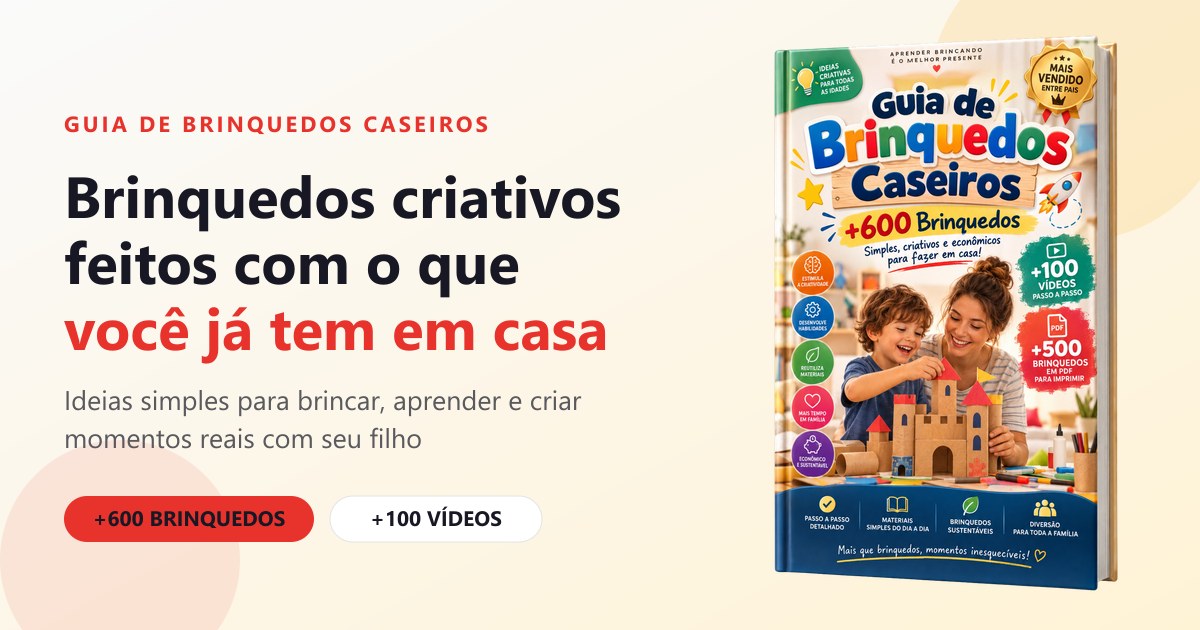 GUIA DE BRINQUEDOS CASEIROS
Brinquedos criativos
feitos com o que
você já tem em casa
Ideias simples para brincar, aprender e criar
momentos reais com seu filho
+600 BRINQUEDOS
+100 VÍDEOS
APRENDER BRINCANDO
É O MELHOR PRESENTE
IDEIAS
CRIATIVAS
PARA TODAS
AS IDADES
MAIS
VENDIDO
ENTRE PAIS
Guia de
Brinquedos
Caseiros
+600 Brinquedos
Simples, criativos e econômicos
para fazer em casa!
ESTIMULA
A CRIATIVIDADE
DESENVOLVE
HABILIDADES
REUTILIZA
MATERIAIS
MAIS TEMPO
EM FAMÍLIA
ECONÔMICO
E SUSTENTÁVEL
+100
VÍDEOS
PASSO A PASSO
PDF
+500
BRINQUEDOS
EM PDF
PARA IMPRIMIR
PASSO A PASSO
DETALHADO
MATERIAIS
SIMPLES DO DIA A DIA
BRINQUEDOS
SUSTENTÁVEIS
DIVERSÃO
PARA TODA A FAMÍLIA
Mais que brinquedos, momentos inesquecíveis!